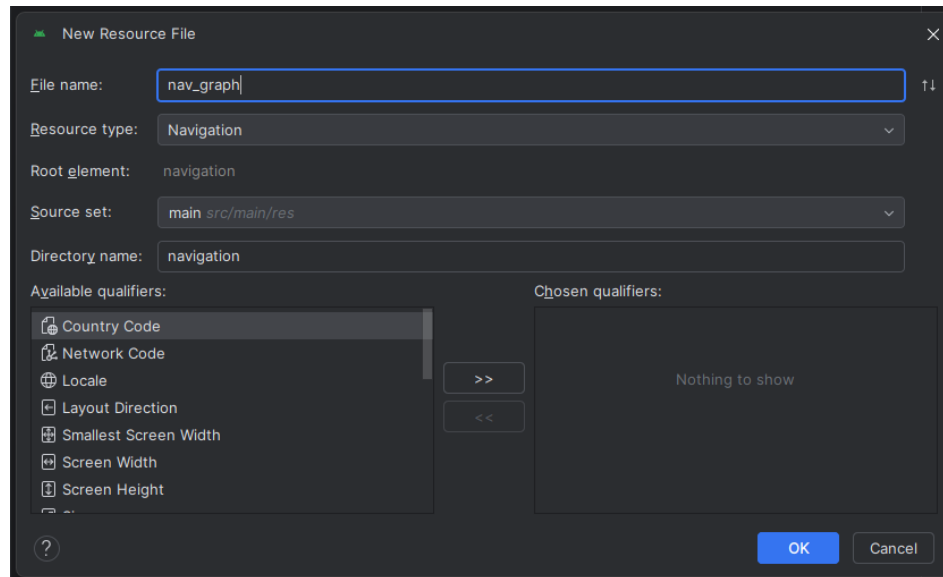 New Resource File
File name: nav_graph
Resource type: Navigation
Root element: navigation
Source set: main src/main/res
Directory name: navigation
Available qualifiers:
Chosen qualifiers:
Country Code
Network Code
Locale
Layout Direction
Smallest Screen Width
Screen Width
Screen Height
>>
<<
Nothing to show
?
OK
Cancel